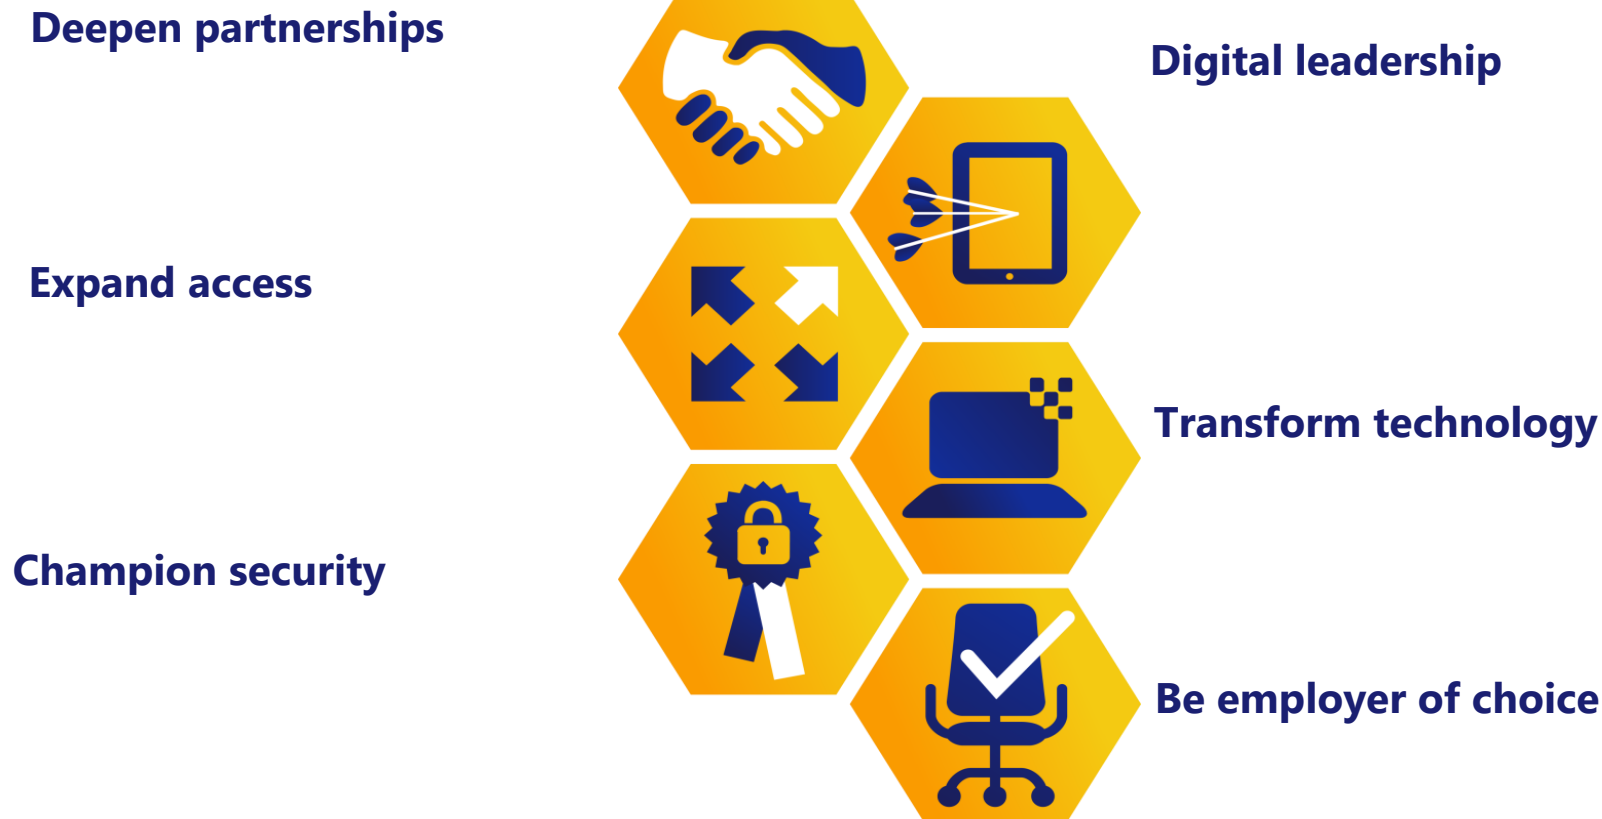 Deepen partnerships
Digital leadership
Expand access
Transform technology
Champion security
Be employer of choice